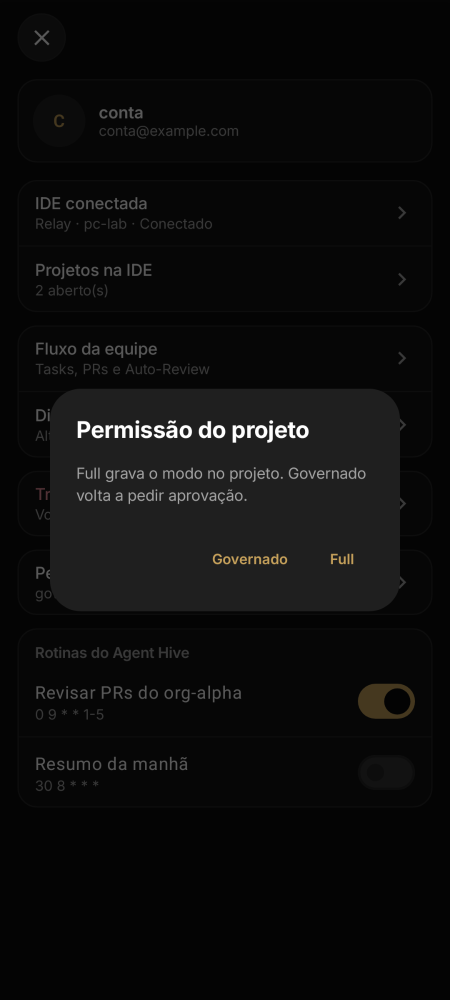 C
conta
conta@example.com
IDE conectada
Relay · pc-lab · Conectado
Projetos na IDE
2 aberto(s)
Fluxo da equipe
Tasks, PRs e Auto-Review
Permissão do projeto
Full grava o modo no projeto. Governado
volta a pedir aprovação.
Governado Full
Rotinas do Agent Hive
Revisar PRs do org-alpha
0 9 * * 1-5
Resumo da manhã
30 8 * * *